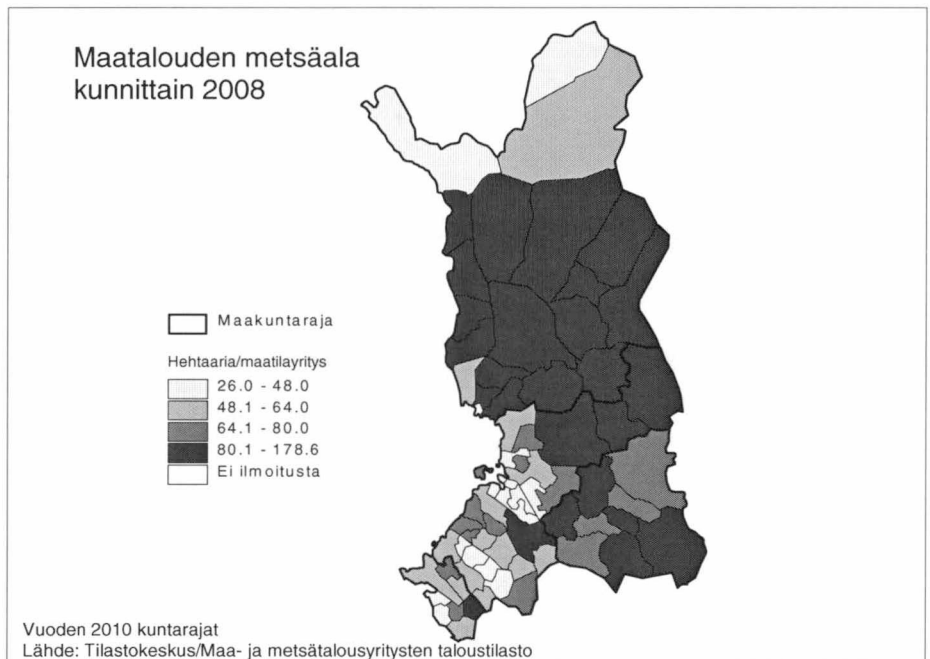 Maatalouden metsäala
kunnittain 2008
Maakuntaraja
Hehtaaria/maatilayritys
26.0 - 48.0
48.1 - 64.0
64.1 - 80.0
80.1 - 178.6
Ei ilmoitusta
Vuoden 2010 kuntarajat
Lähde: Tilastokeskus/Maa- ja metsätalousyritysten taloustilasto